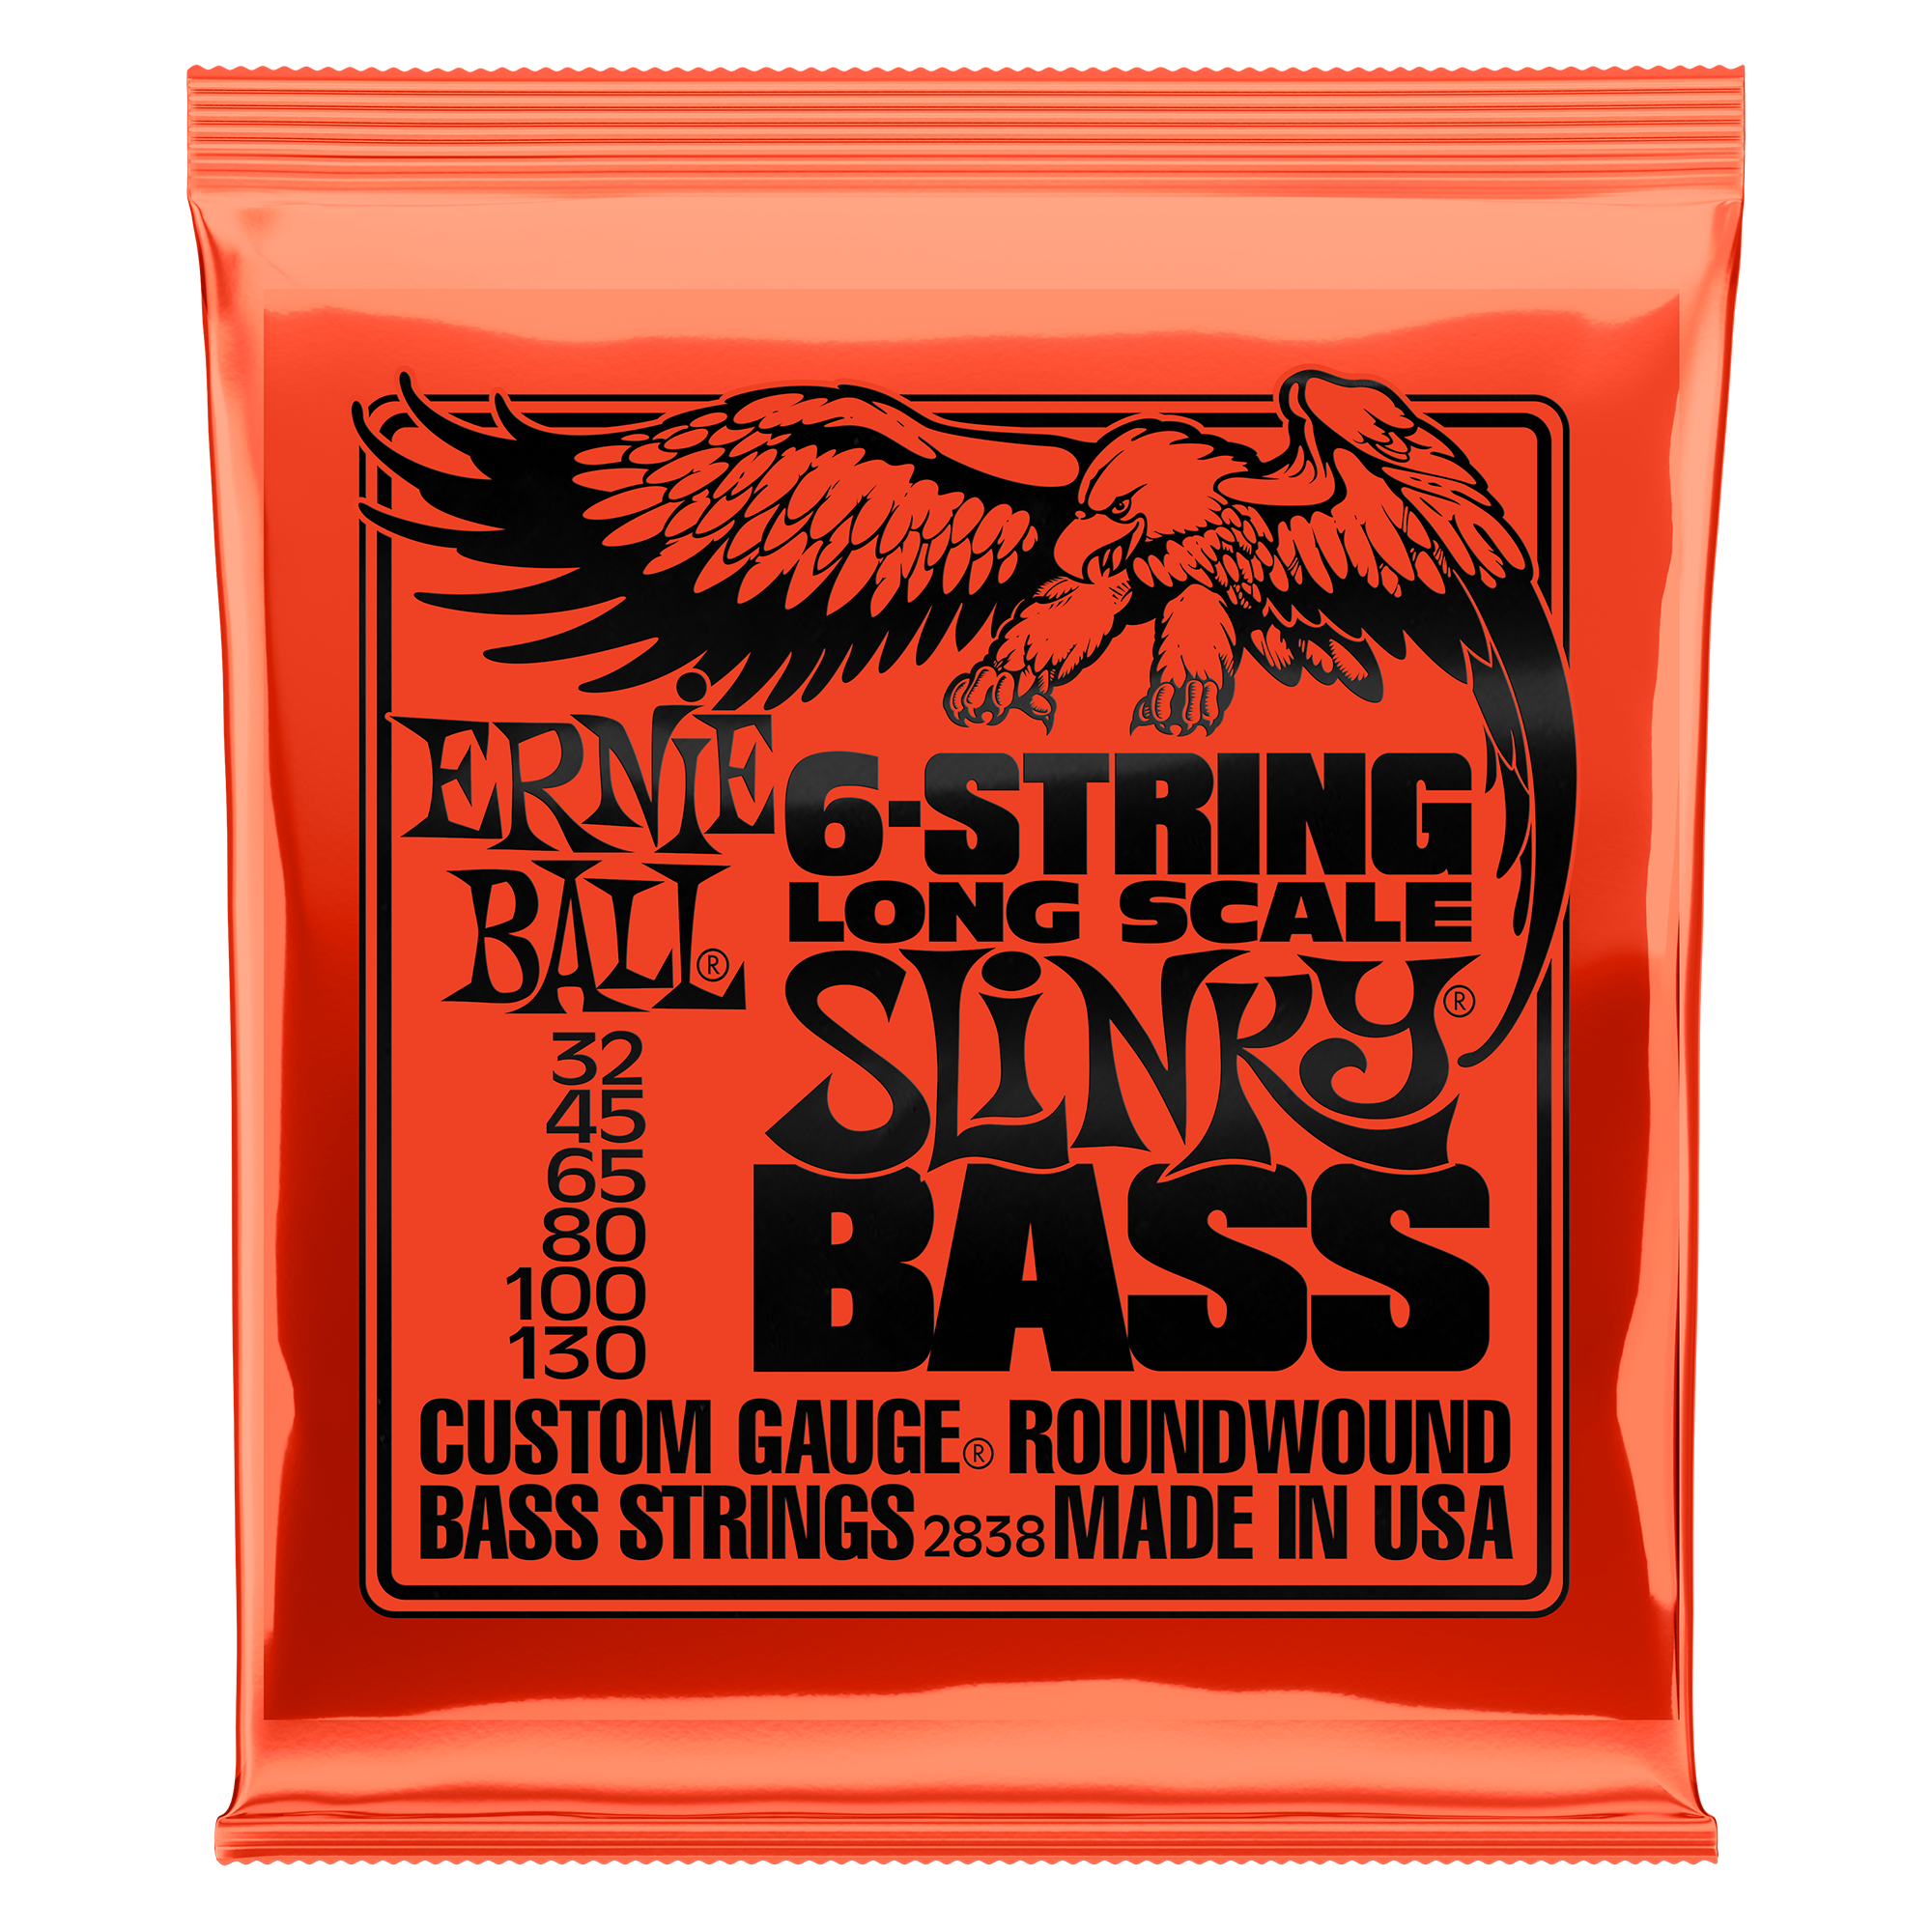 ERNiE
BALL®
6-STRING
LONG SCALE
SLiNKY®
BASS
32
45
65
80
100
130
CUSTOM GAUGE® ROUNDWOUND
BASS STRINGS 2838 MADE IN USA